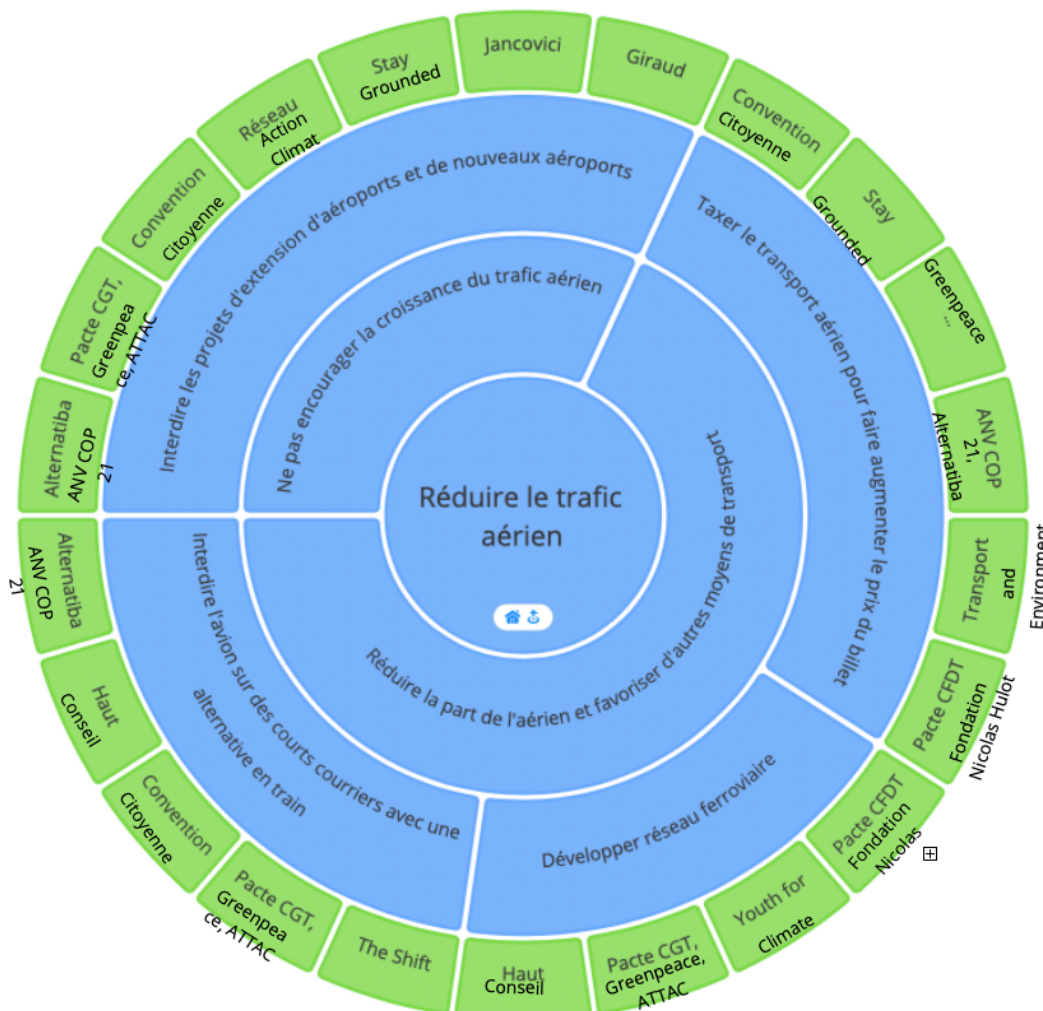 Réduire le trafic
aérien
Ne pas encourager la croissance du trafic aérien
Réduire la part de l'aérien et favoriser d'autres moyens de transport
Interdire les projets d'extension d'aéroports et de nouveaux aéroports
Taxer le transport aérien pour faire augmenter le prix du billet
Développer réseau ferroviaire
Interdire l'avion sur des courts courriers avec une
alternative en train
Alternatiba
ANV COP
21
Pacte CGT,
Greenpea
ce, ATTAC
Convention
Citoyenne
Réseau
Action
Climat
Stay
Grounded
Jancovici
Giraud
Convention
Citoyenne
Stay
Grounded
Greenpeace
...
ANV COP
21,
Alternatiba
Transport
and
Environment
Pacte CFDT
Fondation
Nicolas Hulot
Pacte CFDT
Fondation
Nicolas
Youth for
Climate
Pacte CGT,
Greenpeace,
ATTAC
Haut
Conseil
The Shift
Pacte CGT,
Greenpea
ce, ATTAC
Convention
Citoyenne
Haut
Conseil
Alternatiba
ANV COP
21